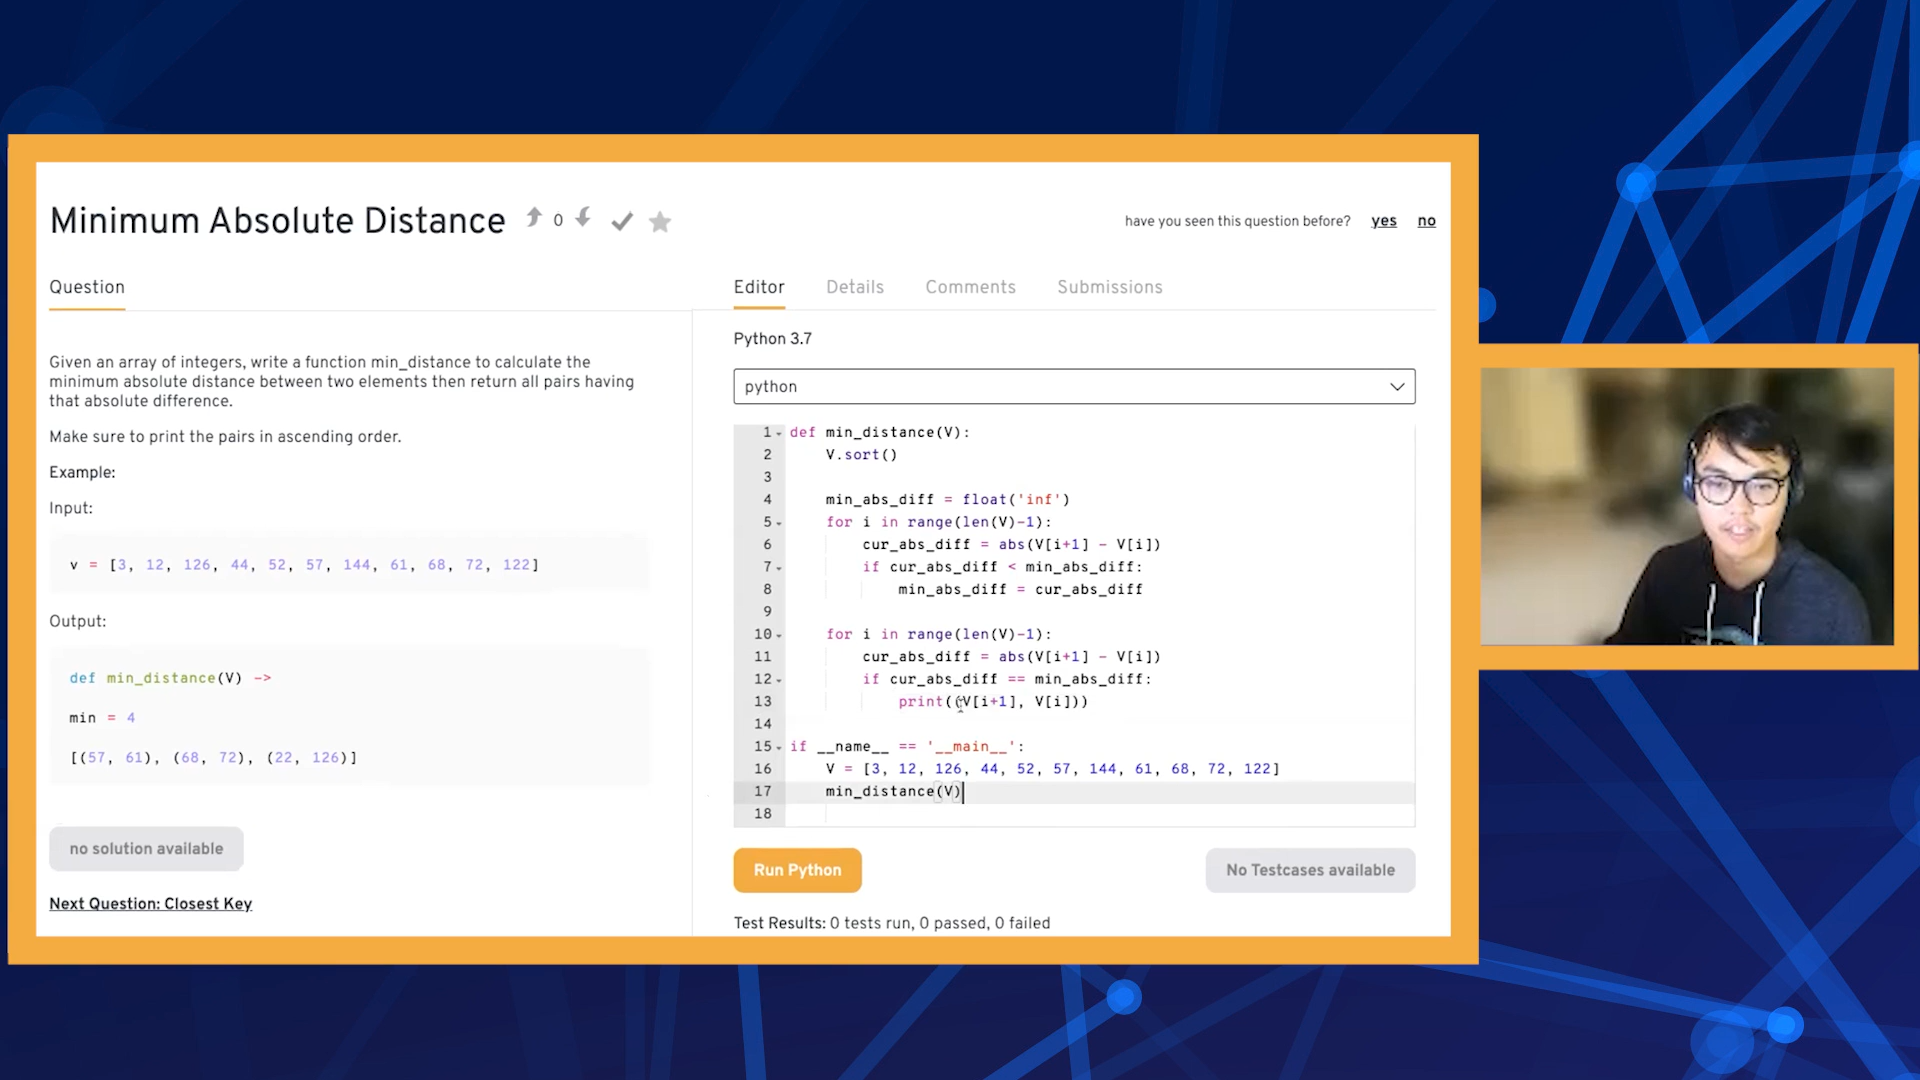 Minimum Absolute Distance
0
have you seen this question before? yes no
Question
Given an array of integers, write a function min_distance to calculate the
minimum absolute distance between two elements then return all pairs having
that absolute difference.
Make sure to print the pairs in ascending order.
Example:
Input:
v = [3, 12, 126, 44, 52, 57, 144, 61, 68, 72, 122]
Output:
def min_distance(V) ->
min = 4
[(57, 61), (68, 72), (22, 126)]
no solution available
Next Question: Closest Key
Editor Details Comments Submissions
Python 3.7
python
1 def min_distance(V):
2 V.sort()
3
4 min_abs_diff = float('inf')
5 for i in range(len(V)-1):
6 cur_abs_diff = abs(V[i+1] - V[i])
7 if cur_abs_diff < min_abs_diff:
8 min_abs_diff = cur_abs_diff
9
10 for i in range(len(V)-1):
11 cur_abs_diff = abs(V[i+1] - V[i])
12 if cur_abs_diff == min_abs_diff:
13 print((V[i+1], V[i]))
14
15 if __name__ == '__main__':
16 V = [3, 12, 126, 44, 52, 57, 144, 61, 68, 72, 122]
17 min_distance(V)
18
Run Python
No Testcases available
Test Results: 0 tests run, 0 passed, 0 failed